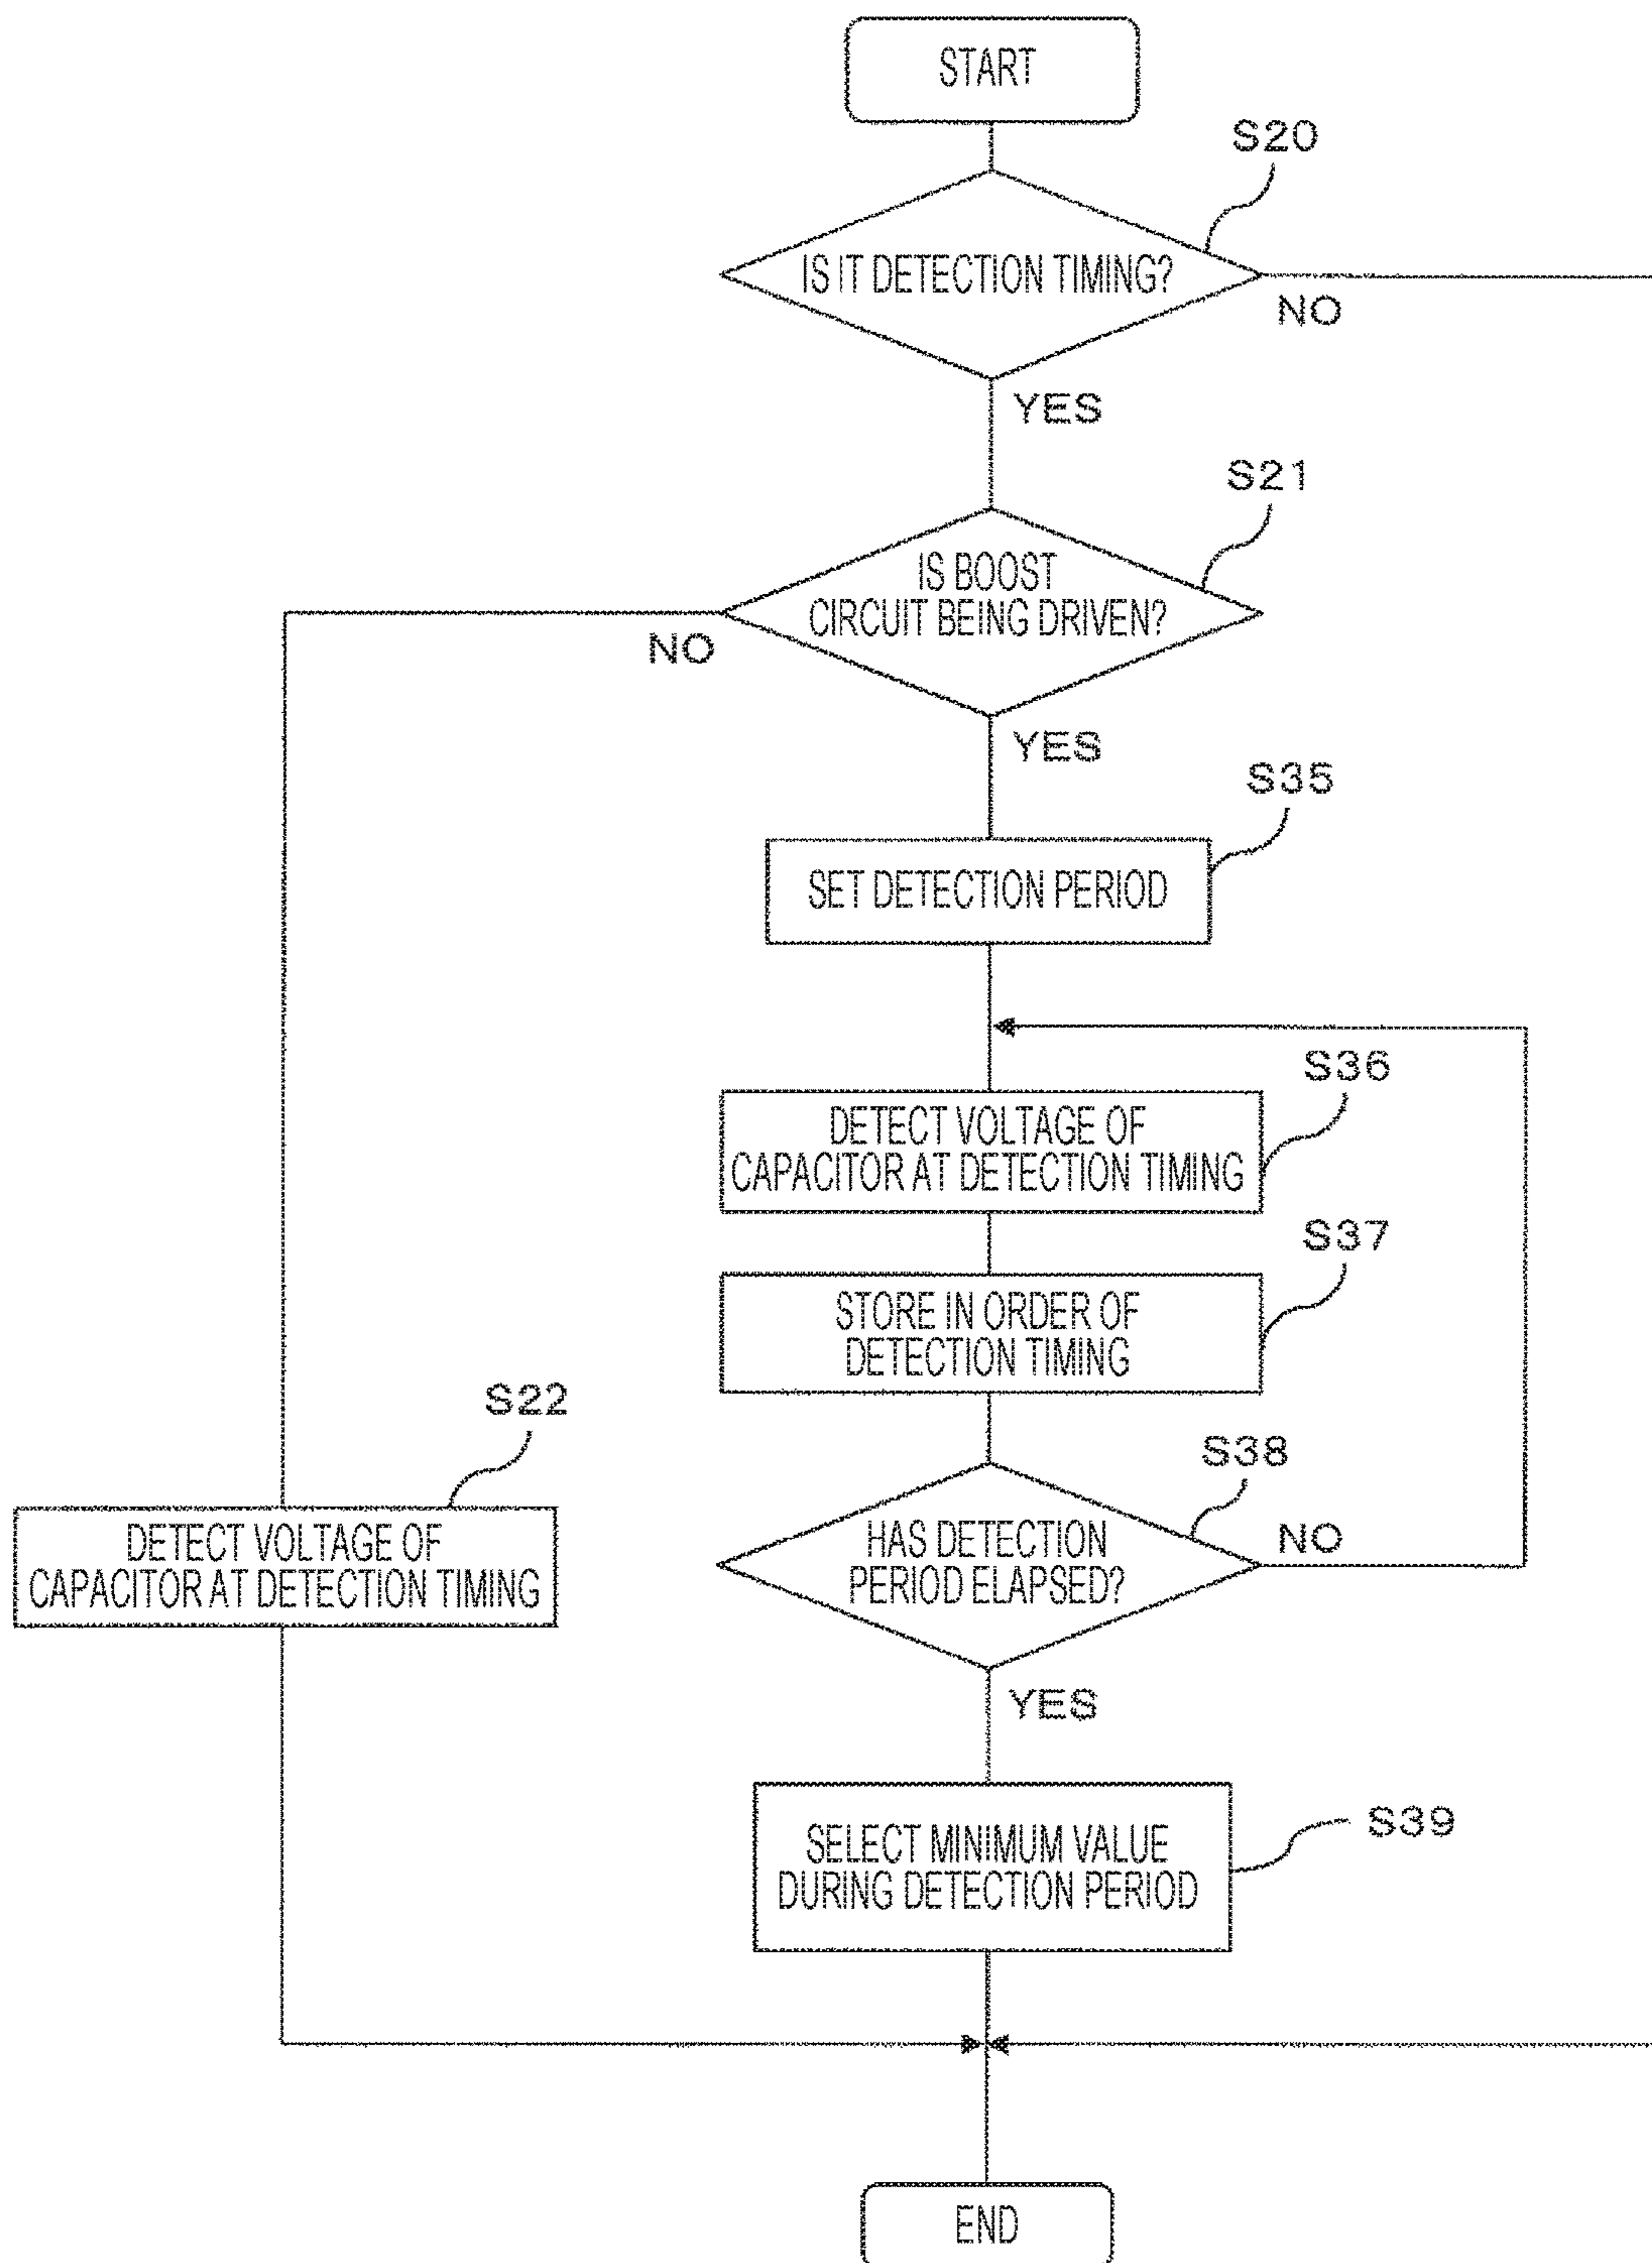 START
S20
IS IT DETECTION TIMING?
NO
YES
S21
IS BOOST
CIRCUIT BEING DRIVEN?
NO
YES
S35
SET DETECTION PERIOD
S36
DETECT VOLTAGE OF
CAPACITOR AT DETECTION TIMING
S37
STORE IN ORDER OF
DETECTION TIMING
S22
DETECT VOLTAGE OF
CAPACITOR AT DETECTION TIMING
S38
HAS DETECTION
PERIOD ELAPSED?
NO
YES
SELECT MINIMUM VALUE
DURING DETECTION PERIOD
S39
END